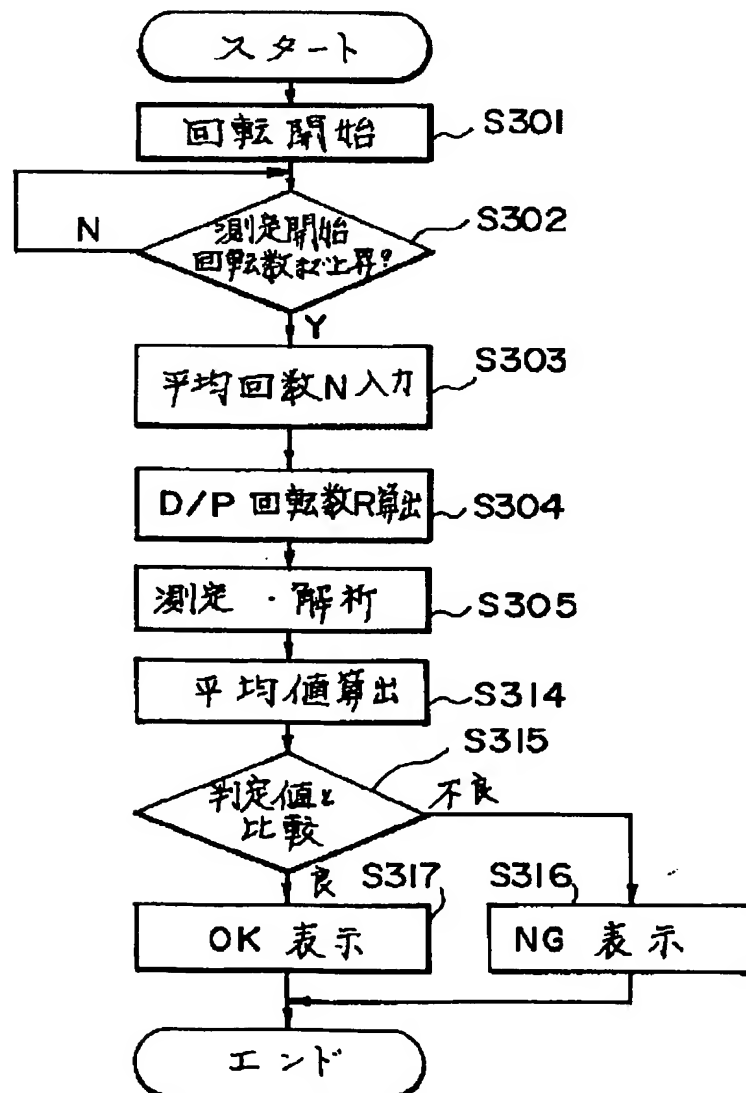 スタート
回転開始
S301
N
測定開始
回転数まで上昇?
S302
Y
平均回数N入力
S303
D/P 回転数R算出
S304
測定・解析
S305
平均値算出
S314
判定値と
比較
S315
不良
良
S317
S316
OK 表示
NG 表示
エンド